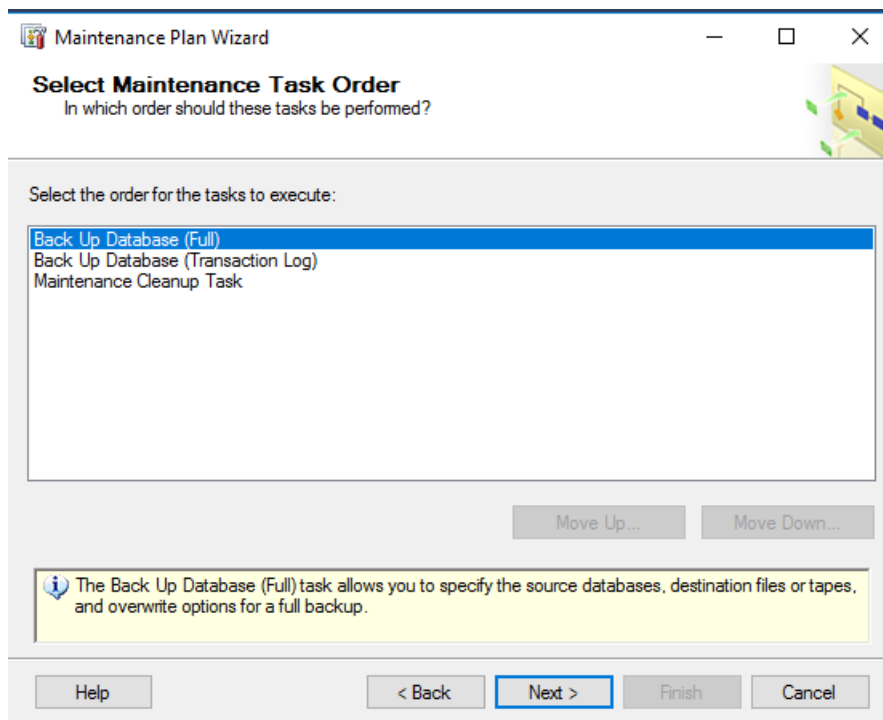 Maintenance Plan Wizard
Select Maintenance Task Order
In which order should these tasks be performed?
Select the order for the tasks to execute:
Back Up Database (Full)
Back Up Database (Transaction Log)
Maintenance Cleanup Task
Move Up...
Move Down...
The Back Up Database (Full) task allows you to specify the source databases, destination files or tapes,
and overwrite options for a full backup.
Help
< Back
Next >
Finish
Cancel